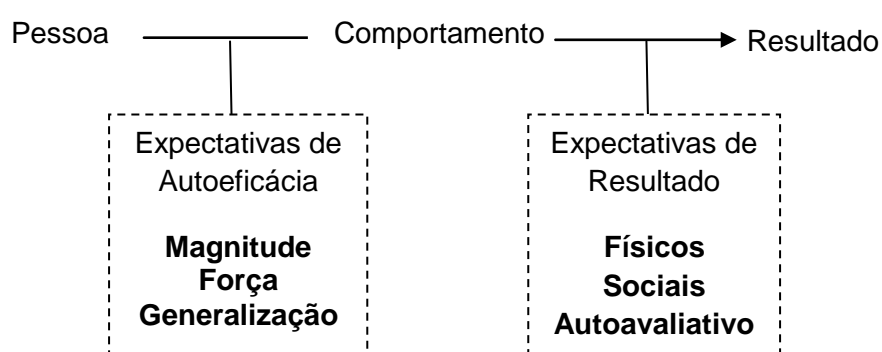 Pessoa
Comportamento
Resultado
Expectativas de
Autoeficácia
Magnitude
Força
Generalização
Expectativas de
Resultado
Físicos
Sociais
Autoavaliativo